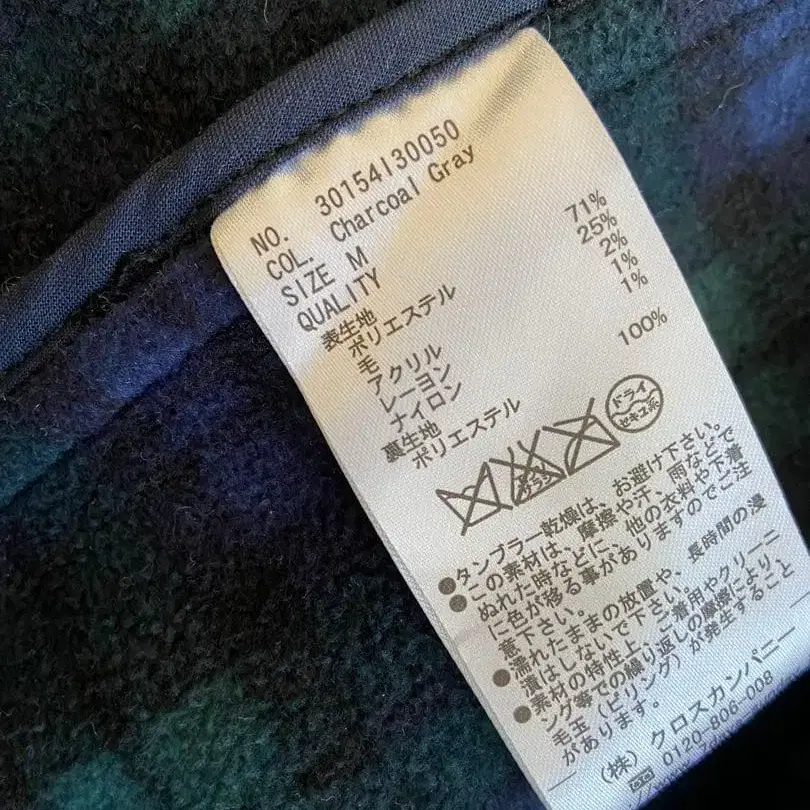 NO. 30154130050
COL. Charcoal Gray
SIZE M
QUALITY
表生地
ポリエステル 71%
毛 25%
アクリル 2%
レーヨン 1%
ナイロン 1%
裏生地
ポリエステル 100%
エンソサラシ
ドライ
セキユ系
●タンブラー乾燥は、お避け下さい。
●この素材は、摩擦や汗、雨などで
ぬれた時などに、他の衣料や下着
に色が移る事がありますのでご注
意下さい。
●濡れたままの放置や、長時間の浸
漬はしないで下さい。
●素材の特性上、ご着用やクリーニ
ング等での繰り返しの摩擦により、
毛玉(ピリング)が発生すること
があります。
(株)クロスカンパニー
0120-806-008